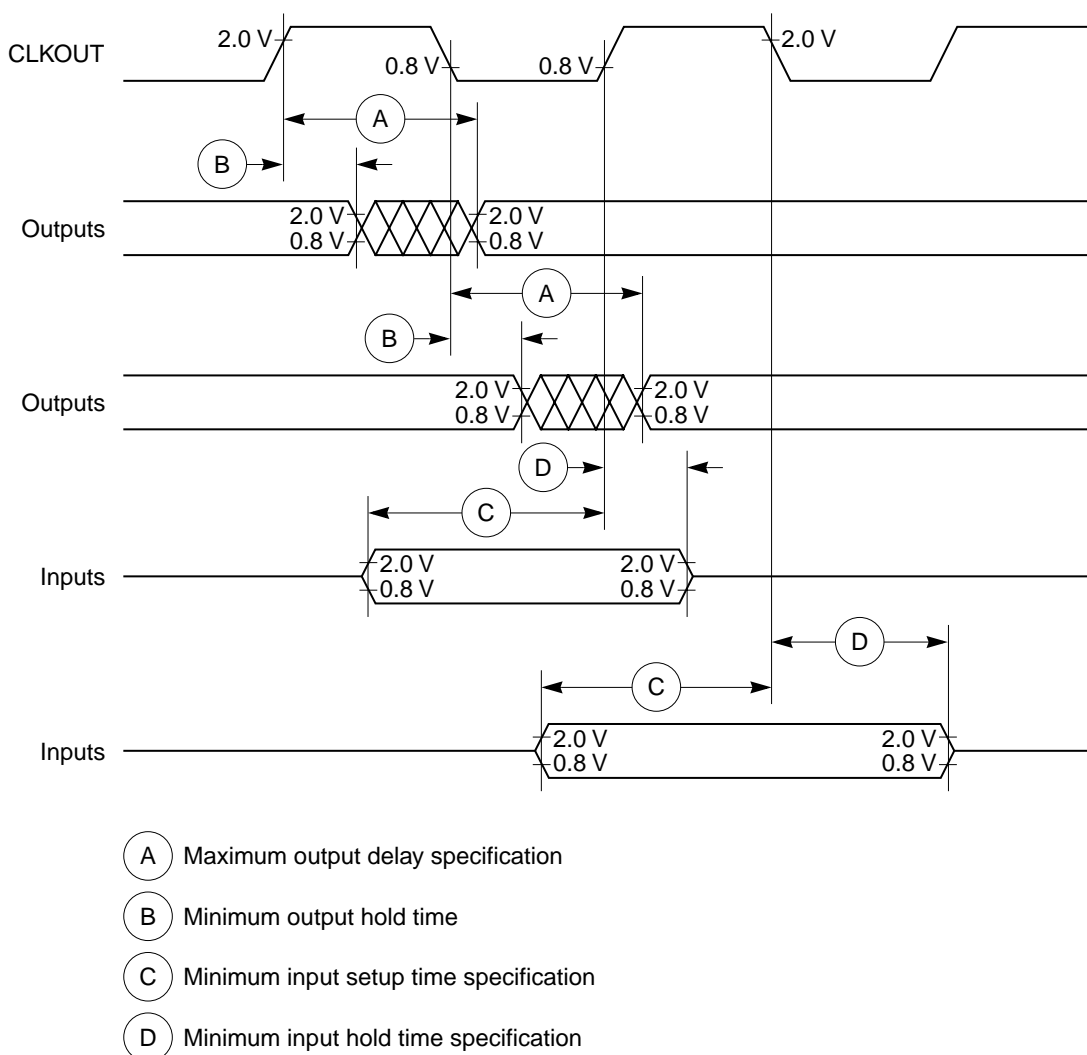 CLKOUT
2.0 V
0.8 V
0.8 V
2.0 V
A
B
Outputs
2.0 V
0.8 V
2.0 V
0.8 V
A
B
Outputs
2.0 V
0.8 V
2.0 V
0.8 V
D
C
Inputs
2.0 V
0.8 V
2.0 V
0.8 V
D
C
Inputs
2.0 V
0.8 V
2.0 V
0.8 V
A Maximum output delay specification
B Minimum output hold time
C Minimum input setup time specification
D Minimum input hold time specification